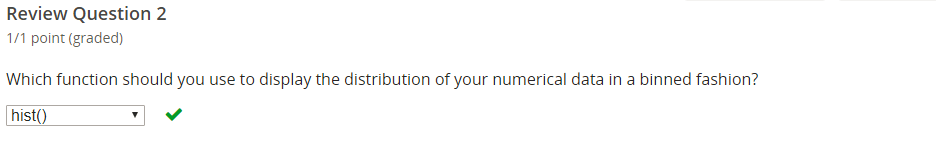 Review Question 2
1/1 point (graded)
Which function should you use to display the distribution of your numerical data in a binned fashion?
hist()